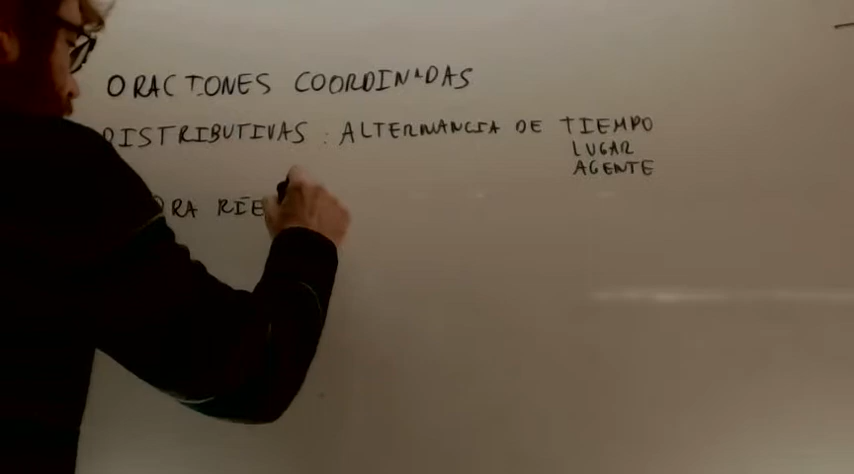 ORACIONES COORDINADAS
DISTRIBUTIVAS : ALTERNANCIA DE TIEMPO
LUGAR
AGENTE
ORA RÍE